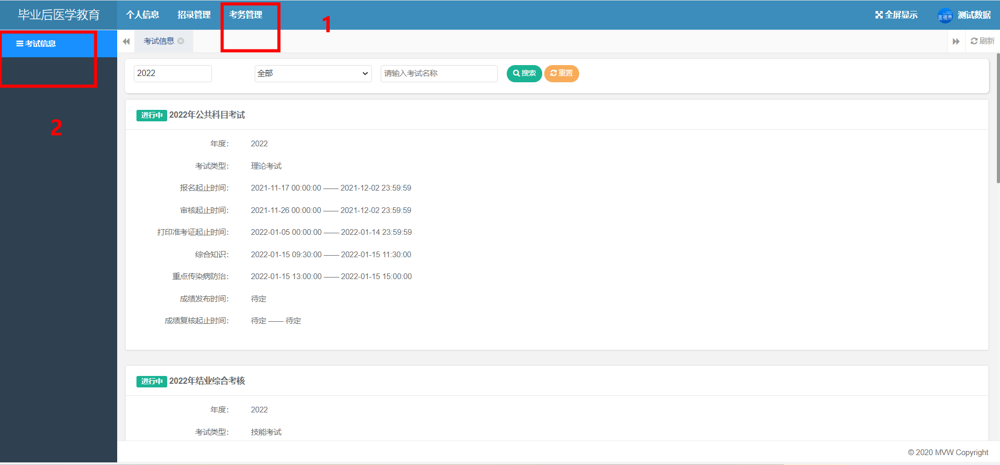 毕业后医学教育 个人信息 招录管理 考务管理 1 全屏显示 医视界 测试数据
考试信息 考试信息 刷新
2
2022 全部 请输入考试名称 搜索 重置
进行中 2022年公共科目考试
年度： 2022
考试类型： 理论考试
报名起止时间： 2021-11-17 00:00:00 —— 2021-12-02 23:59:59
审核起止时间： 2021-11-26 00:00:00 —— 2021-12-02 23:59:59
打印准考证起止时间： 2022-01-05 00:00:00 —— 2022-01-14 23:59:59
综合知识： 2022-01-15 09:30:00 —— 2022-01-15 11:30:00
重点传染病防治： 2022-01-15 13:00:00 —— 2022-01-15 15:00:00
成绩发布时间： 待定
成绩复核起止时间： 待定 —— 待定
进行中 2022年结业综合考核
年度： 2022
考试类型： 技能考试
© 2020 MVW Copyright